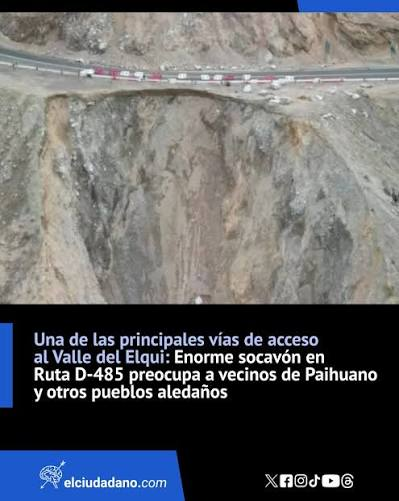 Una de las principales vías de acceso
al Valle del Elqui: Enorme socavón en
Ruta D-485 preocupa a vecinos de Paihuano
y otros pueblos aledaños
elciudadano.com